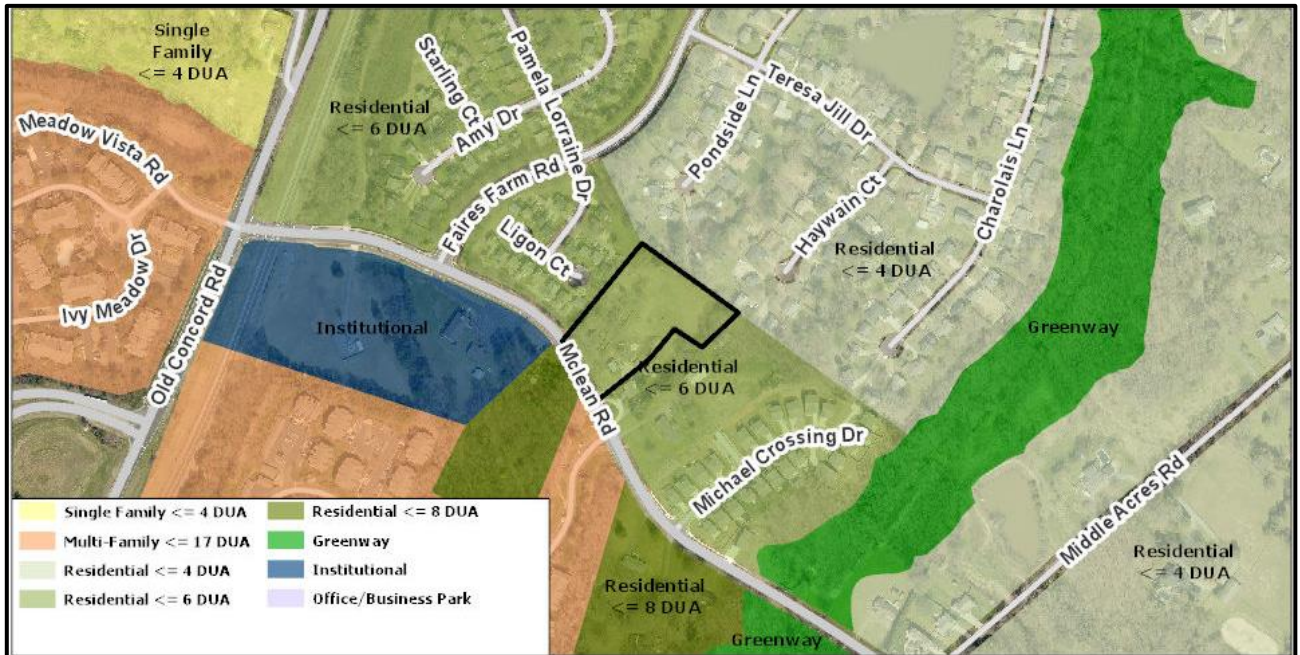 Single
Family
<= 4 DUA
Meadow Vista Rd
Ivy Meadow Dr
Old Concord Rd
Residential
<= 6 DUA
Starling Ct
Amy Dr
Pamela Lorraine Dr
Faires Farm Rd
Ligon Ct
Teresa Jill Dr
Pondside Ln
Haywain Ct
Charolais Ln
Residential
<= 4 DUA
Institutional
Mclean Rd
Residential
<= 6 DUA
Michael Crossing Dr
Greenway
Middle Acres Rd
Residential
<= 4 DUA
Residential
<= 8 DUA
Greenway
Single Family <= 4 DUA
Multi-Family <= 17 DUA
Residential <= 4 DUA
Residential <= 6 DUA
Residential <= 8 DUA
Greenway
Institutional
Office/Business Park